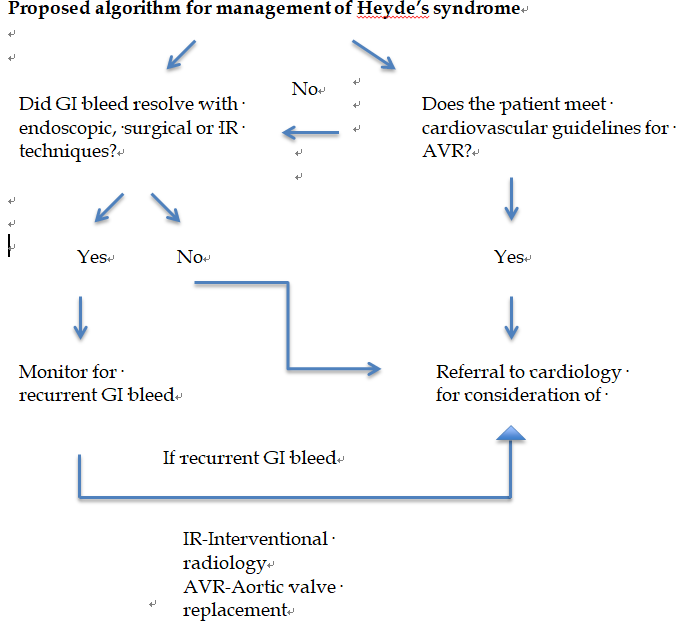 Proposed algorithm for management of Heyde's syndrome
No
Did GI bleed resolve with
endoscopic, surgical or IR
techniques?
Does the patient meet
cardiovascular guidelines for
AVR?
Yes
No
Yes
Monitor for
recurrent GI bleed
Referral to cardiology
for consideration of
If recurrent GI bleed
IR-Interventional
radiology
AVR-Aortic valve
replacement